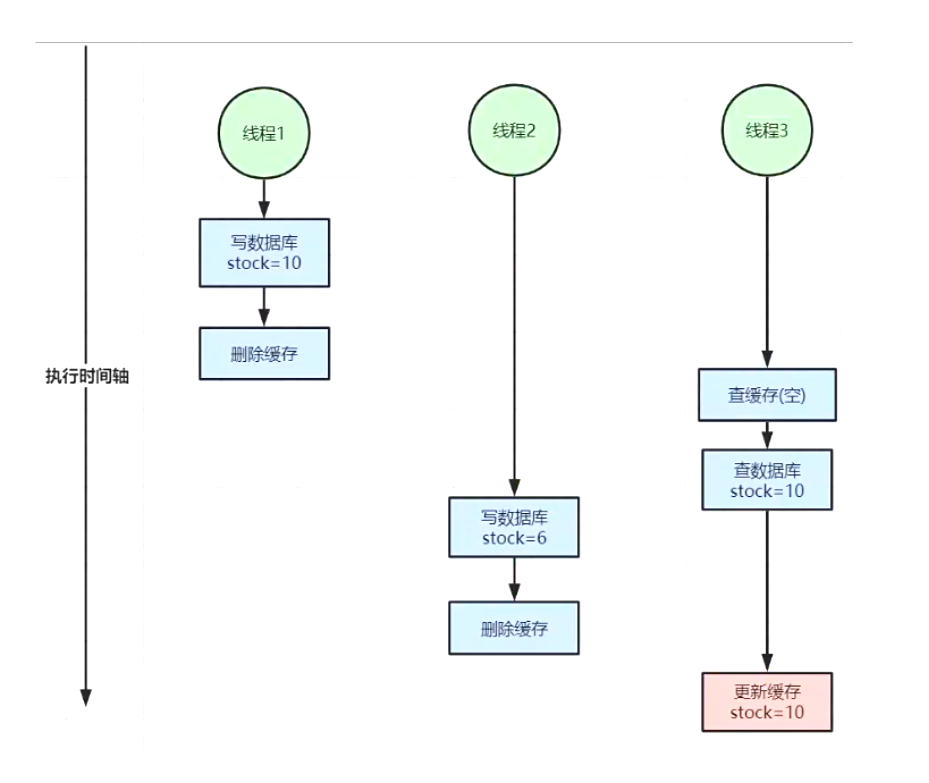 线程1
线程2
线程3
写数据库
stock=10
删除缓存
执行时间轴
查缓存(空)
查数据库
stock=10
写数据库
stock=6
删除缓存
更新缓存
stock=10